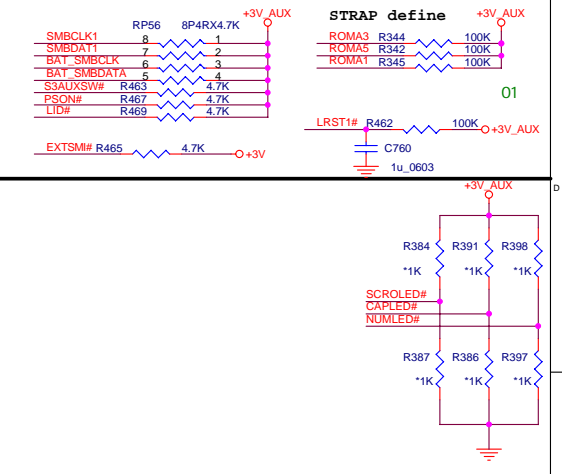 RP56 8P4RX4.7K +3V_AUX
SMBCLK1 8 1
SMBDAT1 7 2
BAT_SMBCLK 6 3
BAT_SMBDATA 5 4
S3AUXSW# R463 4.7K
PSON# R467 4.7K
LID# R469 4.7K
EXTSMI# R465 4.7K +3V
STRAP define +3V_AUX
ROMA3 R344 100K
ROMA5 R342 100K
ROMA1 R345 100K
01
LRST1# R462 100K +3V_AUX
C760
1u_0603
D
+3V_AUX
R384 R391 R398
*1K *1K *1K
SCROLED#
CAPLED#
NUMLED#
R387 R386 R397
*1K *1K *1K